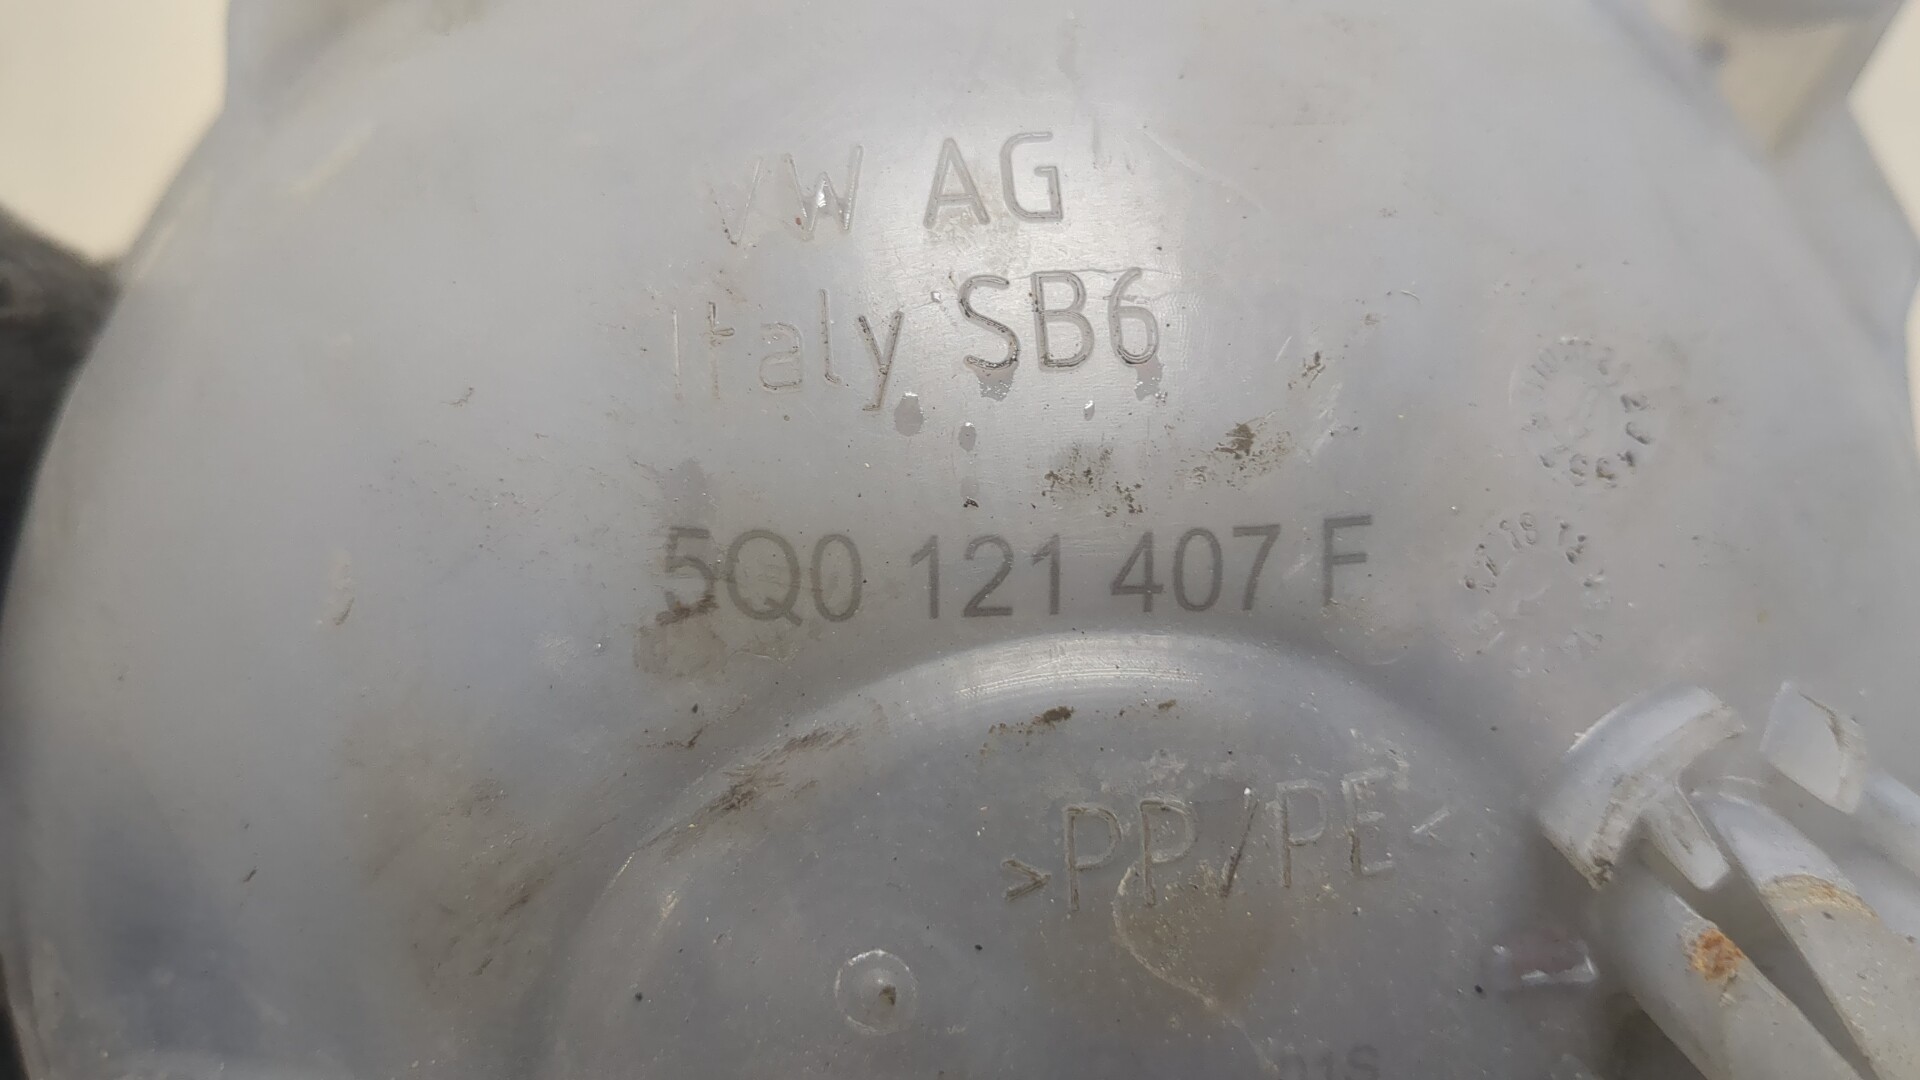 VW AG
Italy SB6
5Q0 121 407 F
>PP/PE<